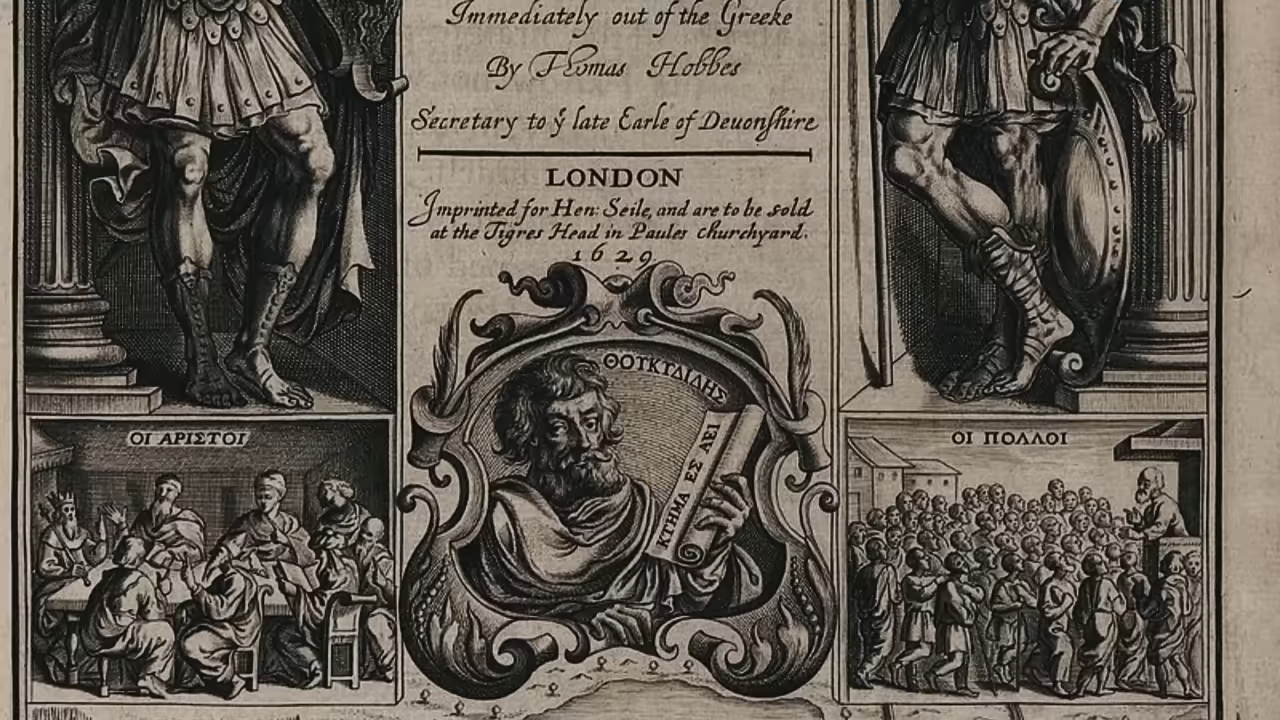 Immediately out of the Greeke
By Thomas Hobbes
Secretary to ẙ late Earle of Deuonſhire
LONDON
Imprinted for Hen: Seile, and are to be sold
at the Tigres Head in Paules churchyard.
1629
ΘΟΥΚΥΔΙΔΗΣ
ΚΤΗΜΑ ΕΣ ΑΕΙ
ΟΙ ΑΡΙΣΤΟΙ
ΟΙ ΠΟΛΛΟΙ